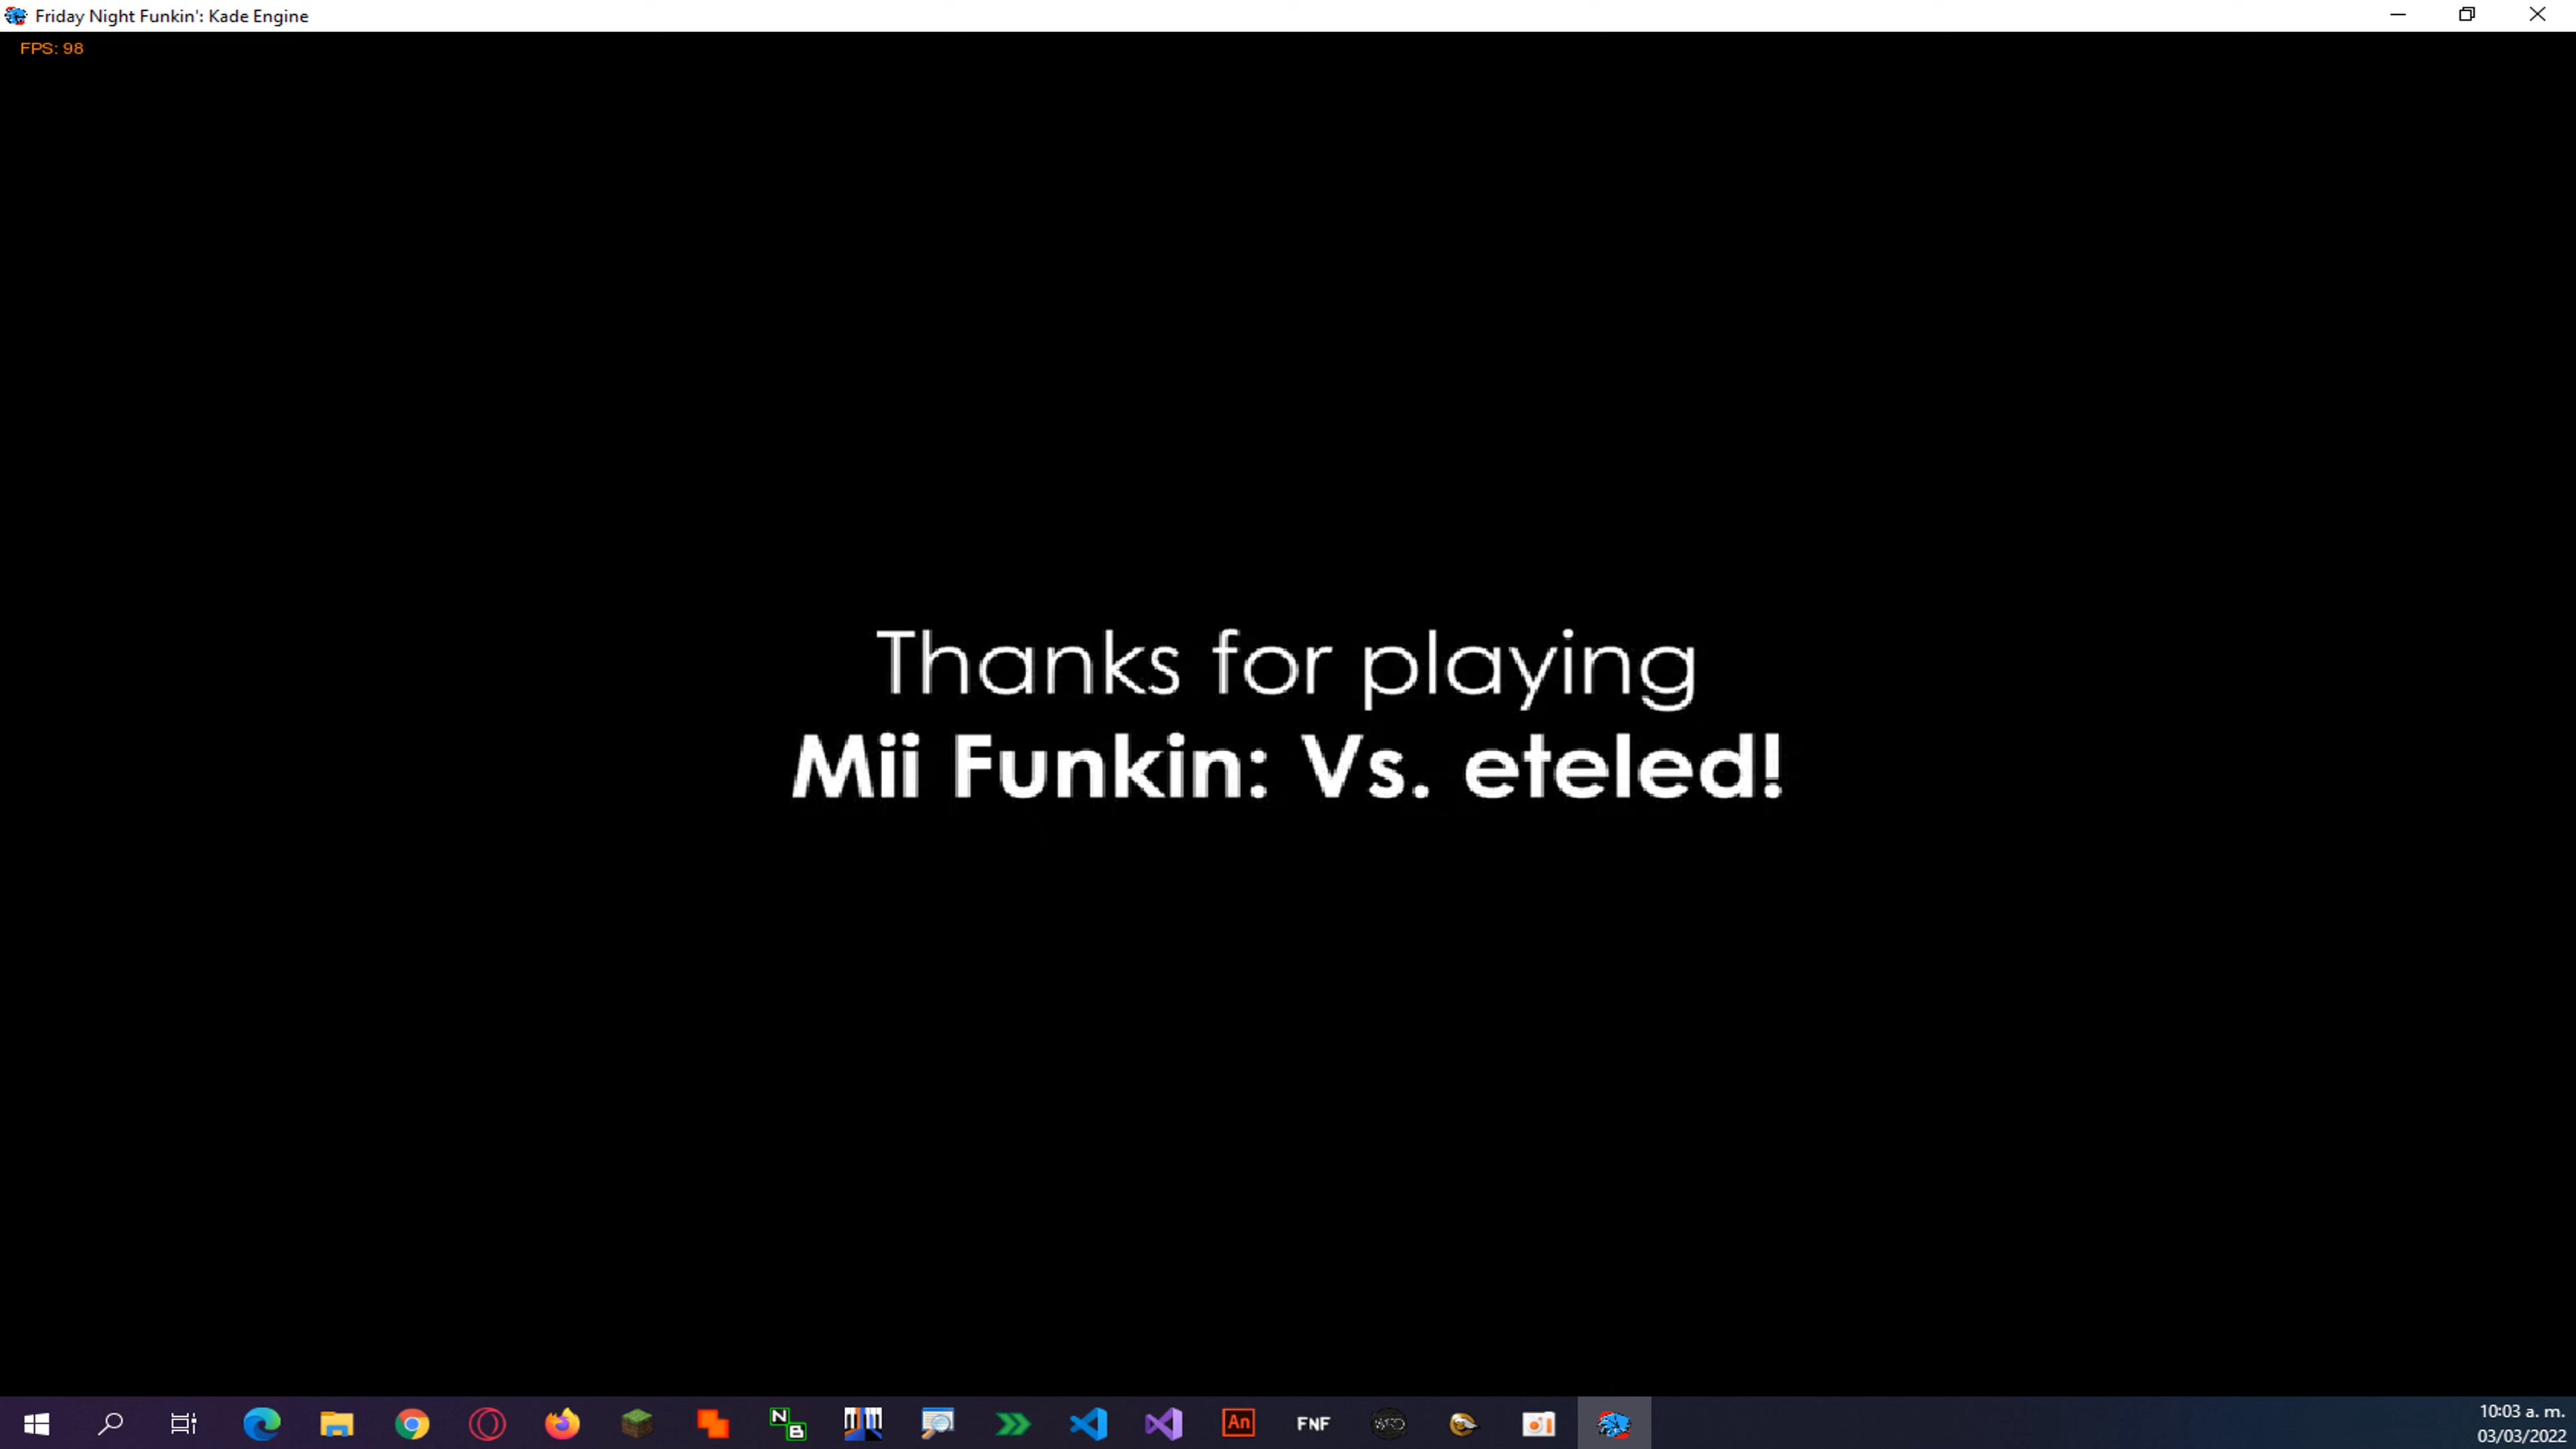 Friday Night Funkin': Kade Engine
FPS: 98
Thanks for playing
Mii Funkin: Vs. eteled!
N
B
An
FNF
10:03 a. m.
03/03/2022